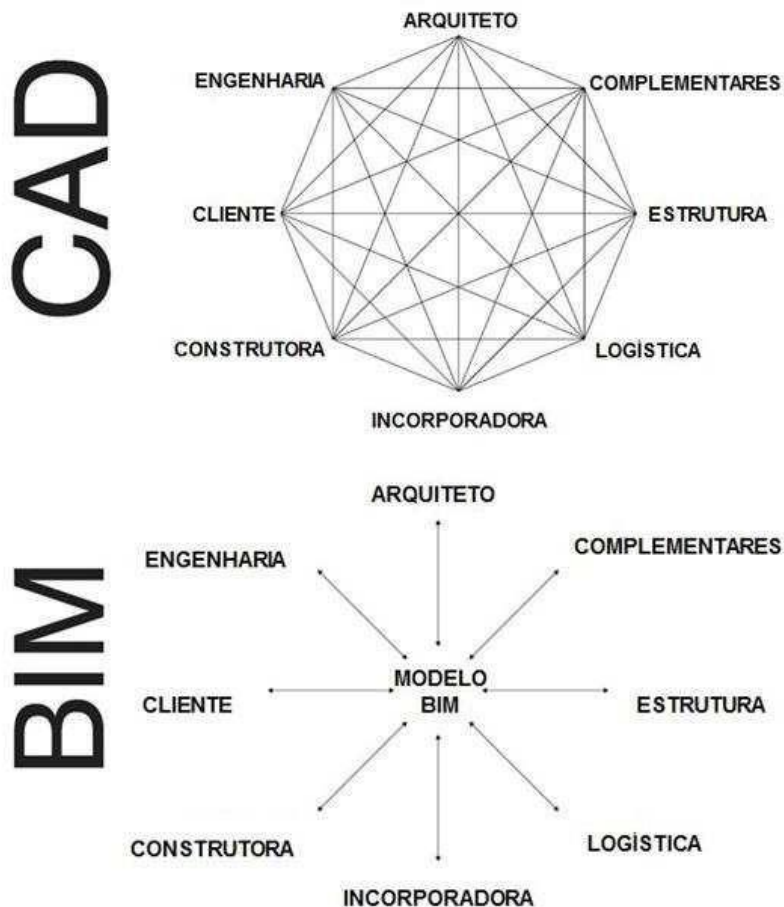 CAD
ARQUITETO
ENGENHARIA
COMPLEMENTARES
CLIENTE
ESTRUTURA
CONSTRUTORA
LOGÍSTICA
INCORPORADORA
BIM
ARQUITETO
ENGENHARIA
COMPLEMENTARES
MODELO
BIM
CLIENTE
ESTRUTURA
CONSTRUTORA
LOGÍSTICA
INCORPORADORA